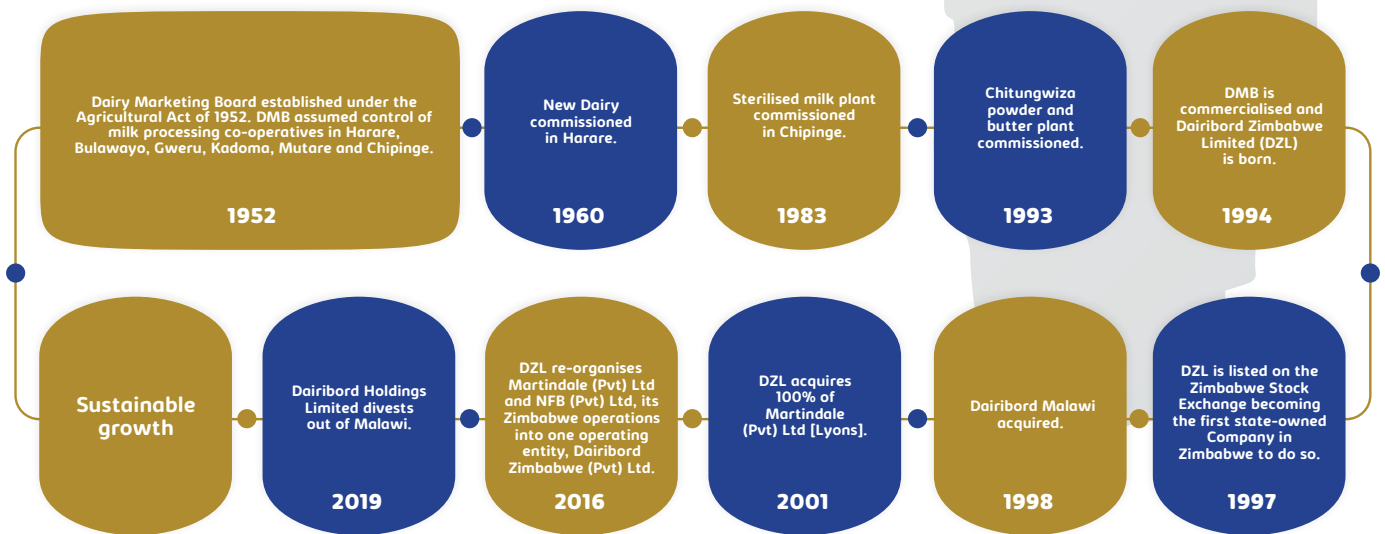 Dairy Marketing Board established under the
Agricultural Act of 1952. DMB assumed control of
milk processing co-operatives in Harare,
Bulawayo, Gweru, Kadoma, Mutare and Chipinge.
1952
New Dairy
commissioned
in Harare.
1960
Sterilised milk plant
commissioned
in Chipinge.
1983
Chitungwiza
powder and
butter plant
commissioned.
1993
DMB is
commercialised and
Dairibord Zimbabwe
Limited (DZL)
is born.
1994
DZL is listed on the
Zimbabwe Stock
Exchange becoming
the first state-owned
Company in
Zimbabwe to do so.
1997
Dairibord Malawi
acquired.
1998
DZL acquires
100% of
Martindale
(Pvt) Ltd [Lyons].
2001
DZL re-organises
Martindale (Pvt) Ltd
and NFB (Pvt) Ltd, its
Zimbabwe operations
into one operating
entity, Dairibord
Zimbabwe (Pvt) Ltd.
2016
Dairibord Holdings
Limited divests
out of Malawi.
2019
Sustainable
growth